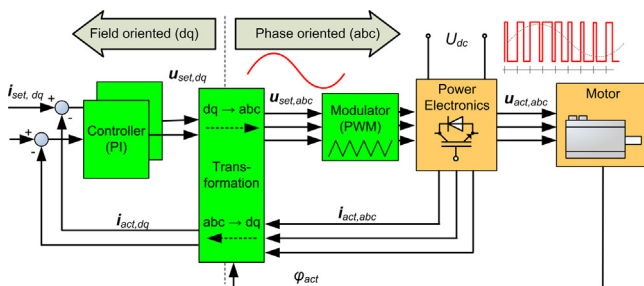 Field oriented (dq)
Phase oriented (abc)
U_dc
i_set, dq
u_set,dq
+
-
+
-
Controller
(PI)
dq → abc
Trans-
formation
abc → dq
u_set,abc
Modulator
(PWM)
Power
Electronics
u_act,abc
Motor
i_act,dq
i_act,abc
φ_act